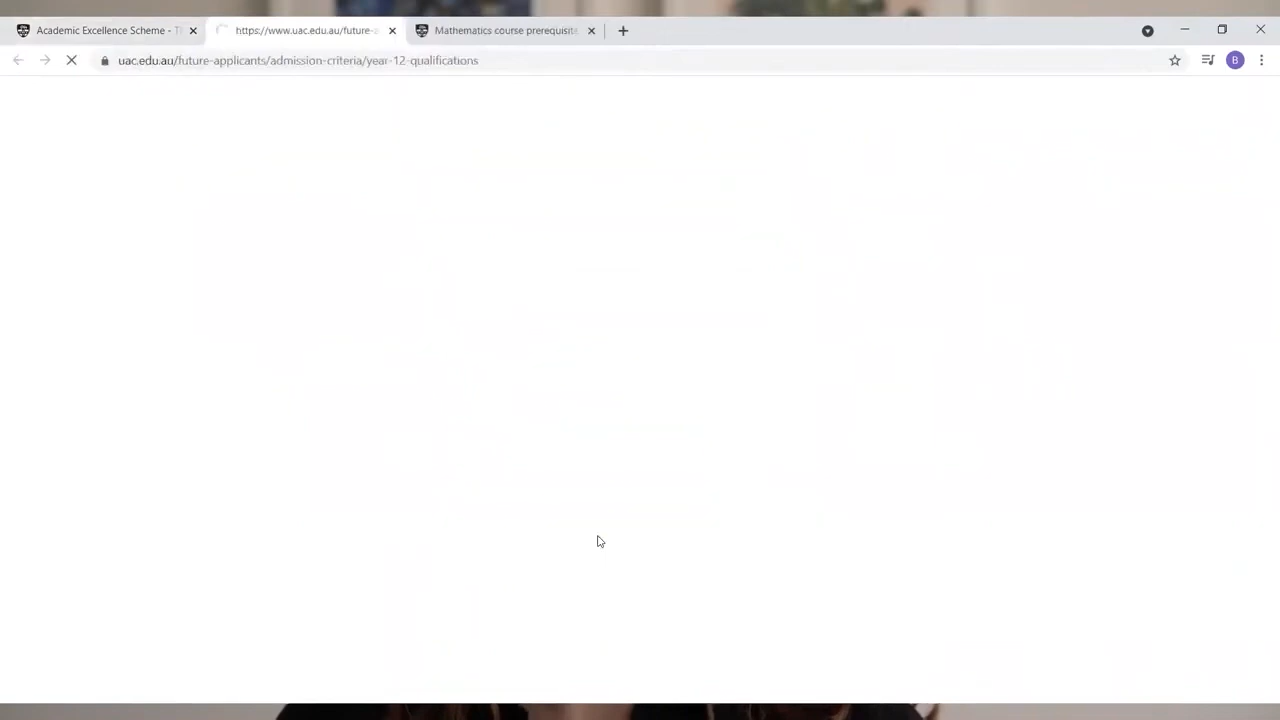 Academic Excellence Scheme - T
https://www.uac.edu.au/future-a
Mathematics course prerequisite
uac.edu.au/future-applicants/admission-criteria/year-12-qualifications
B